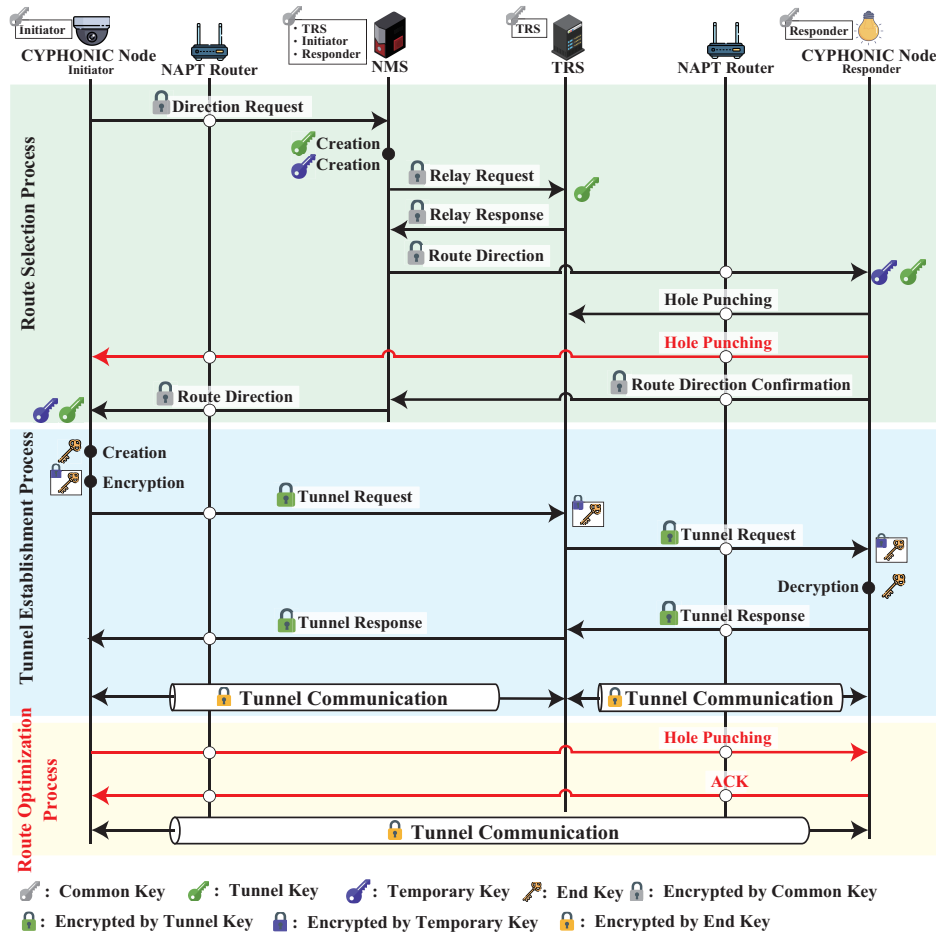 Initiator
CYPHONIC Node
Initiator
NAPT Router
· TRS
· Initiator
· Responder
NMS
TRS
TRS
NAPT Router
Responder
CYPHONIC Node
Responder
Route Selection Process
Direction Request
Creation
Creation
Relay Request
Relay Response
Route Direction
Hole Punching
Hole Punching
Route Direction Confirmation
Route Direction
Tunnel Establishment Process
Creation
Encryption
Tunnel Request
Tunnel Request
Decryption
Tunnel Response
Tunnel Response
Tunnel Communication
Tunnel Communication
Route Optimization
Process
Hole Punching
ACK
Tunnel Communication
: Common Key : Tunnel Key : Temporary Key : End Key : Encrypted by Common Key
: Encrypted by Tunnel Key : Encrypted by Temporary Key : Encrypted by End Key